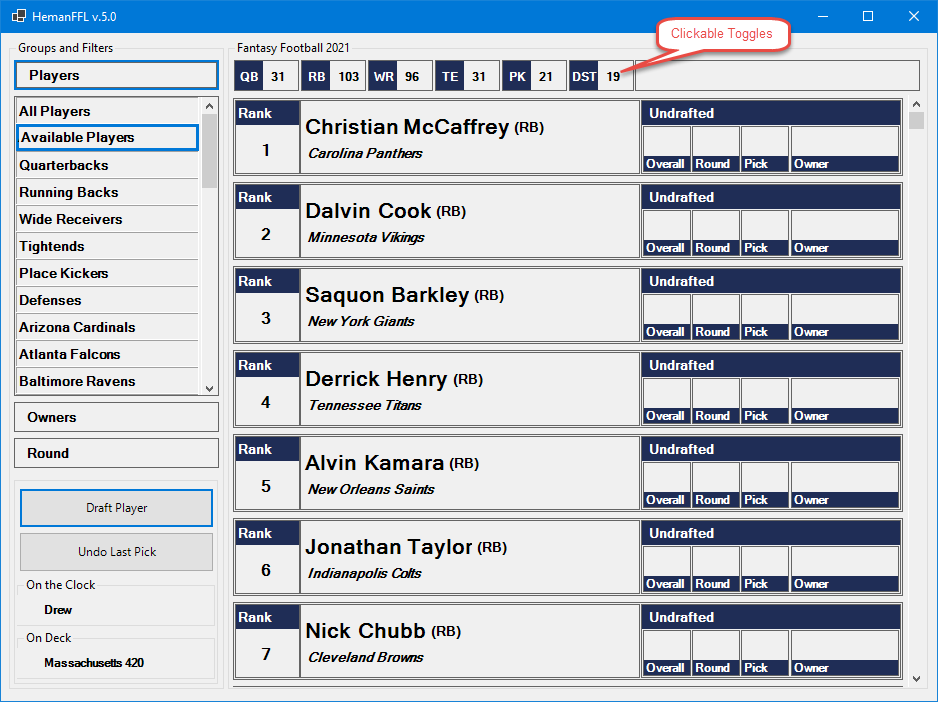 HemanFFL v.5.0
Groups and Filters
Players
All Players
Available Players
Quarterbacks
Running Backs
Wide Receivers
Tightends
Place Kickers
Defenses
Arizona Cardinals
Atlanta Falcons
Baltimore Ravens
Owners
Round
Draft Player
Undo Last Pick
On the Clock
Drew
On Deck
Massachusetts 420
Fantasy Football 2021
Clickable Toggles
QB 31 RB 103 WR 96 TE 31 PK 21 DST 19
Rank
1
Christian McCaffrey (RB)
Carolina Panthers
Undrafted
Overall Round Pick Owner
Rank
2
Dalvin Cook (RB)
Minnesota Vikings
Undrafted
Overall Round Pick Owner
Rank
3
Saquon Barkley (RB)
New York Giants
Undrafted
Overall Round Pick Owner
Rank
4
Derrick Henry (RB)
Tennessee Titans
Undrafted
Overall Round Pick Owner
Rank
5
Alvin Kamara (RB)
New Orleans Saints
Undrafted
Overall Round Pick Owner
Rank
6
Jonathan Taylor (RB)
Indianapolis Colts
Undrafted
Overall Round Pick Owner
Rank
7
Nick Chubb (RB)
Cleveland Browns
Undrafted
Overall Round Pick Owner